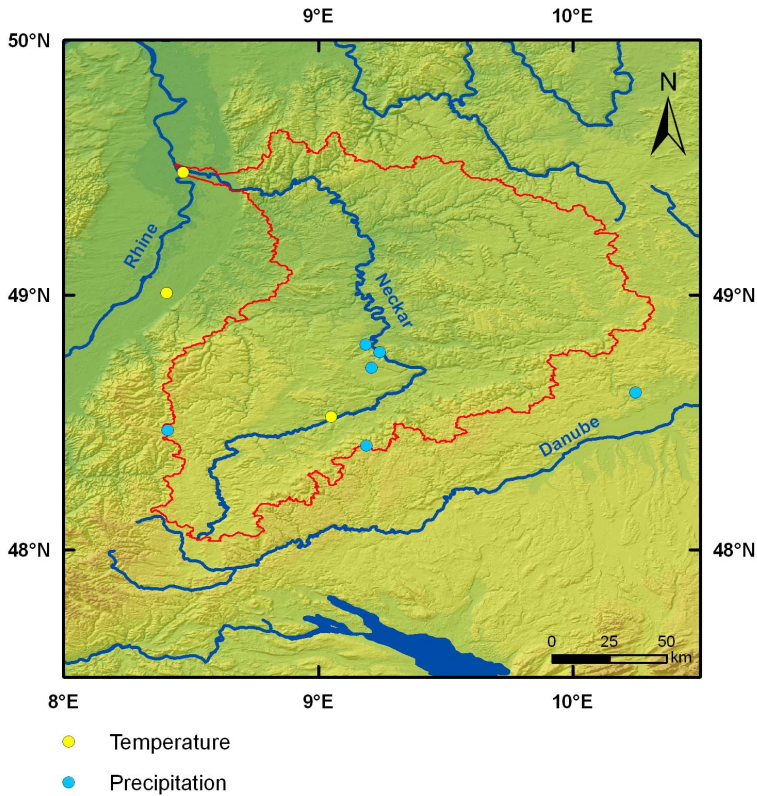 9°E
10°E
50°N
N
Rhine
49°N
Neckar
49°N
Danube
48°N
48°N
0
25
50
km
8°E
9°E
10°E
Temperature
Precipitation